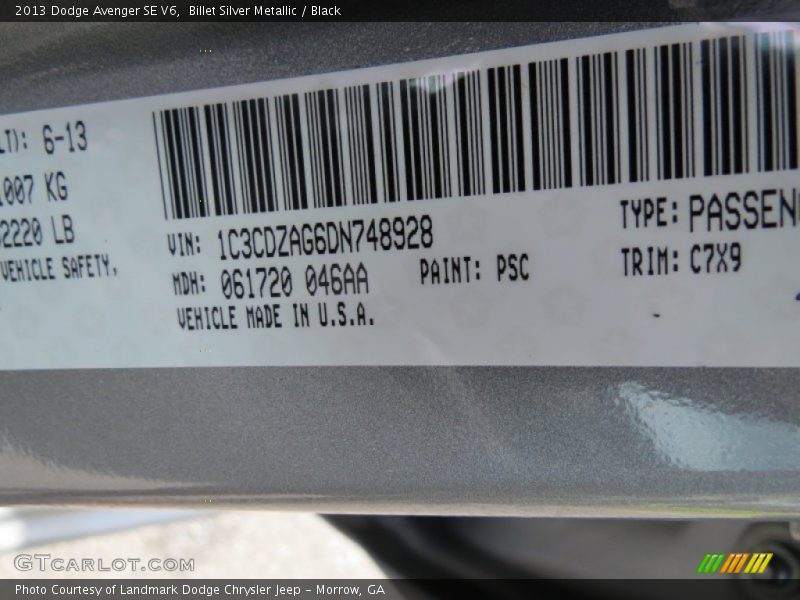 2013 Dodge Avenger SE V6, Billet Silver Metallic / Black
LT): 6-13
1007 KG
2220 LB
VEHICLE SAFETY,
VIN: 1C3CDZAG6DN748928
MDH: 061720 046AA
VEHICLE MADE IN U.S.A.
PAINT: PSC
TYPE: PASSEN
TRIM: C7X9
GTCARLOT.COM
Photo Courtesy of Landmark Dodge Chrysler Jeep – Morrow, GA